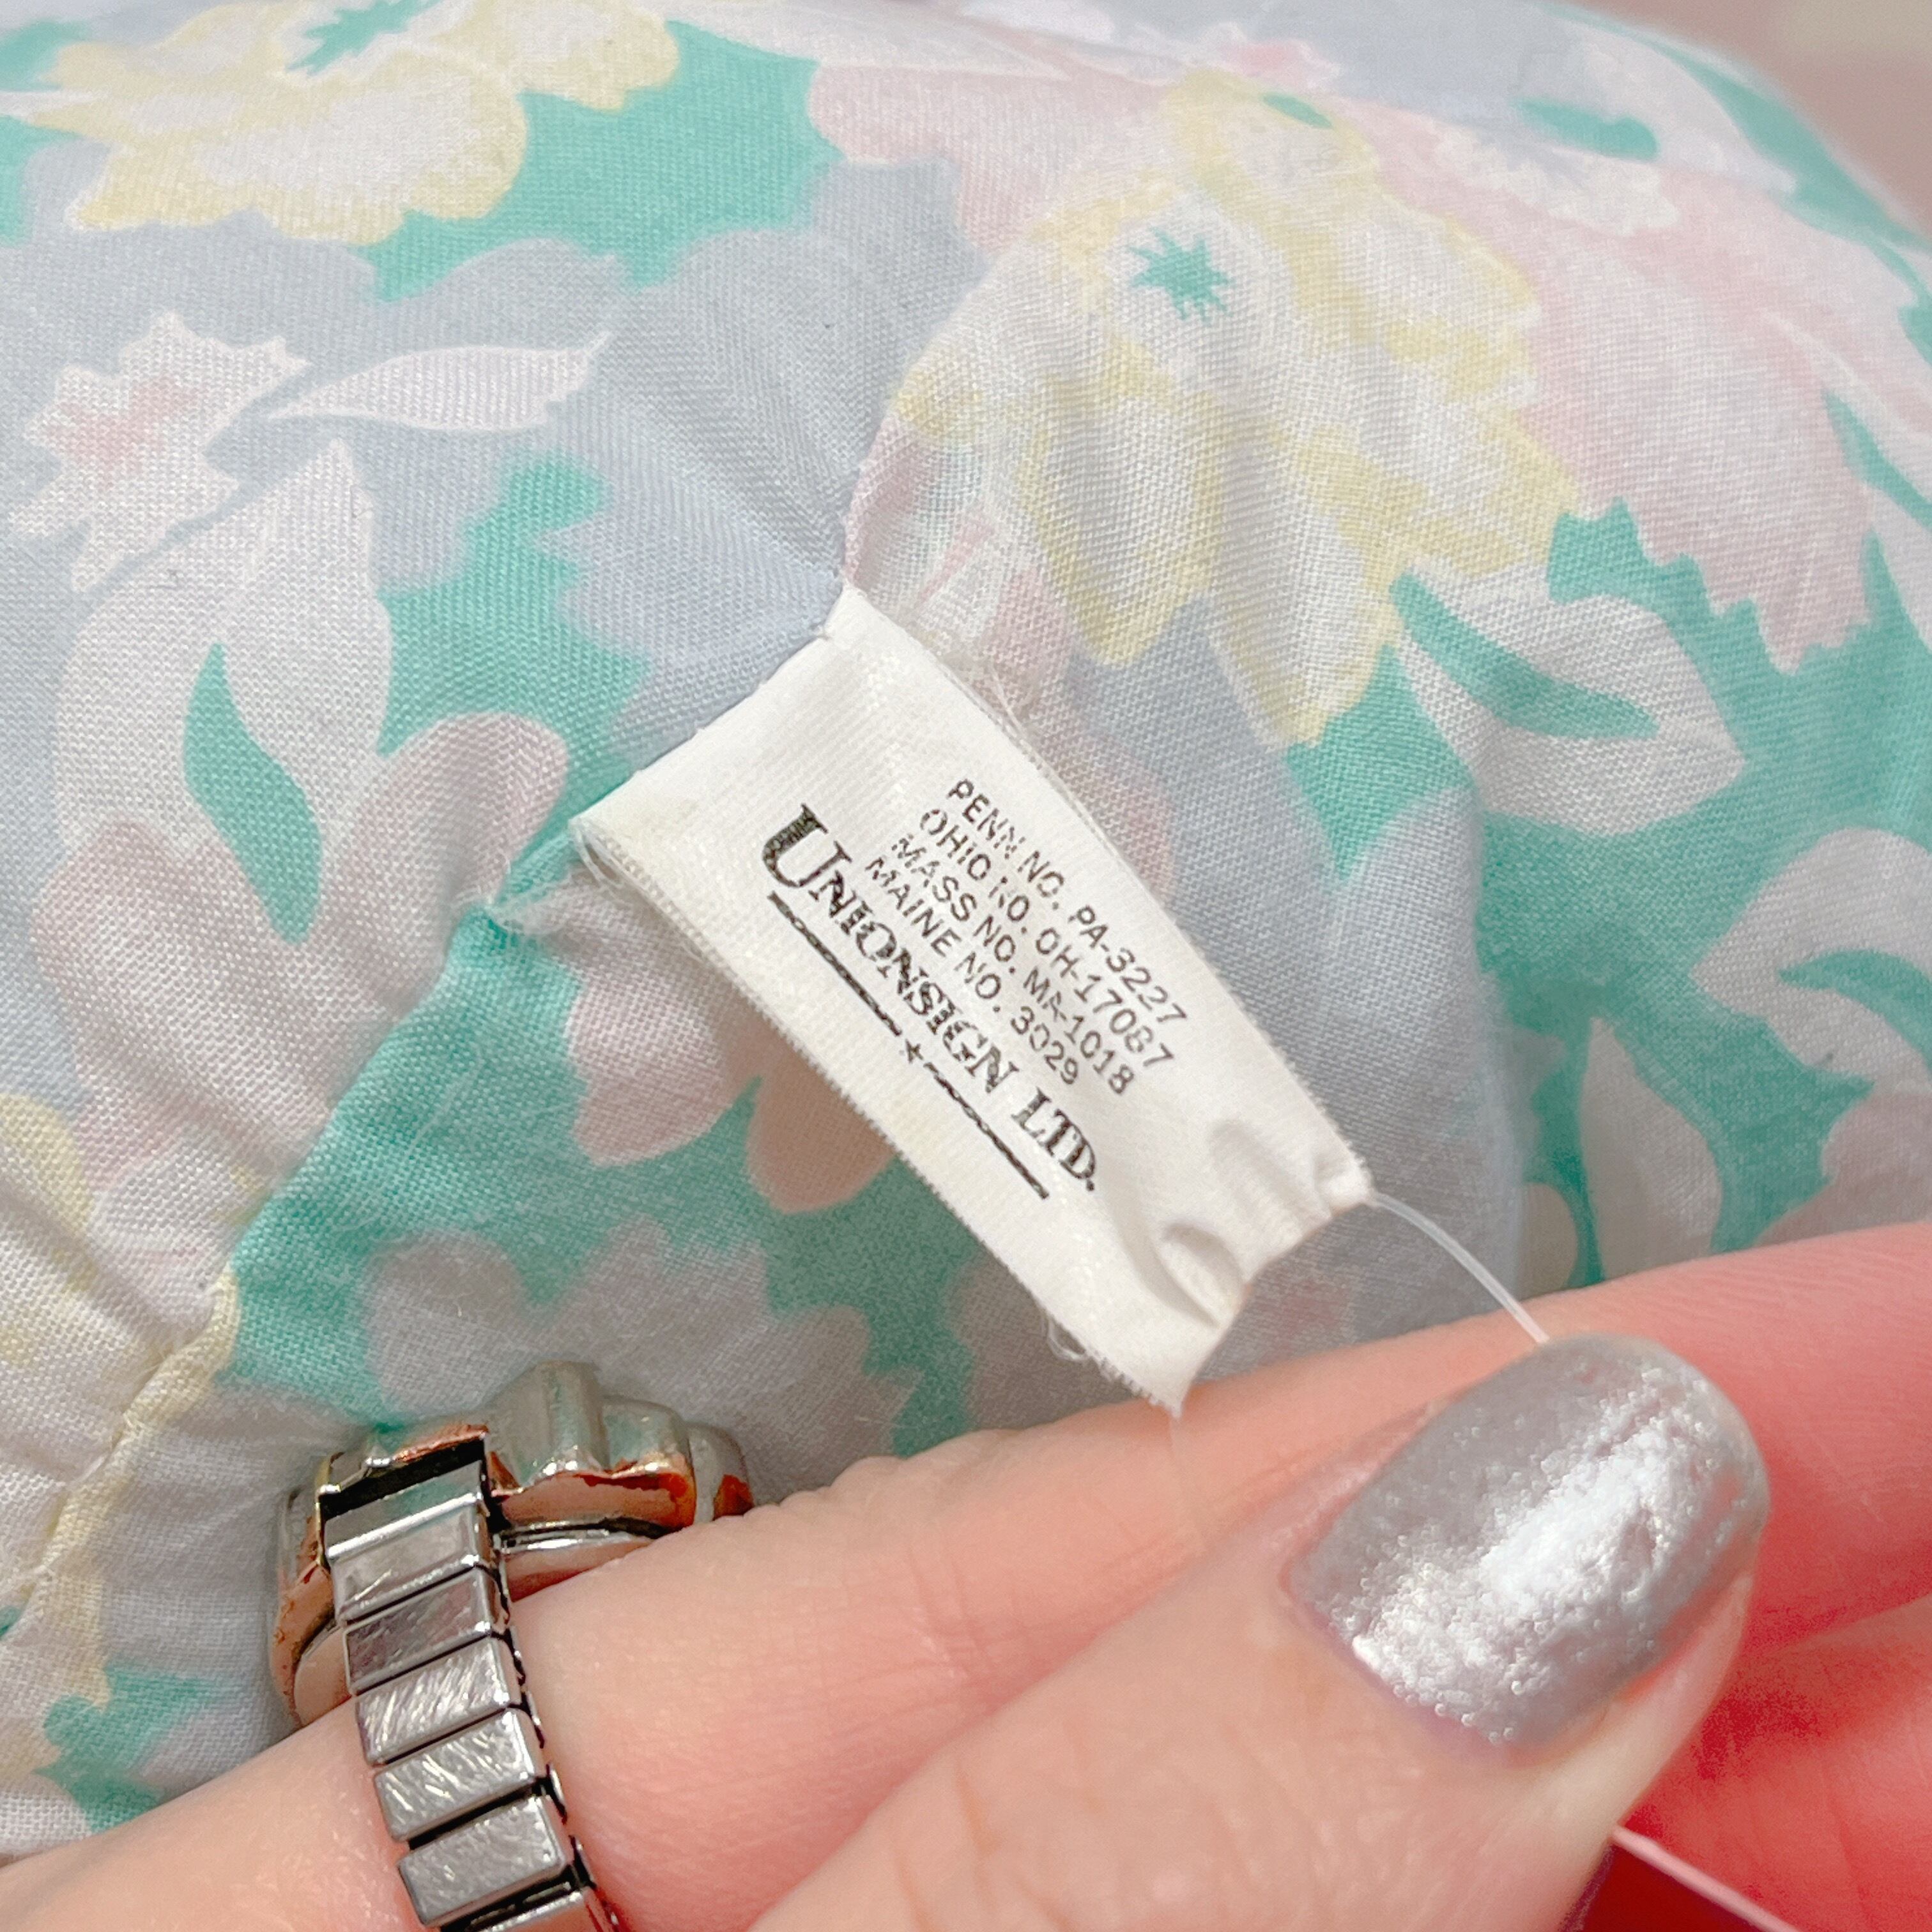 PENN NO. PA-3227
OHIO NO. OH-17087
MASS NO. MA-1018
MAINE NO. 3029
UNIONSIGN LTD.